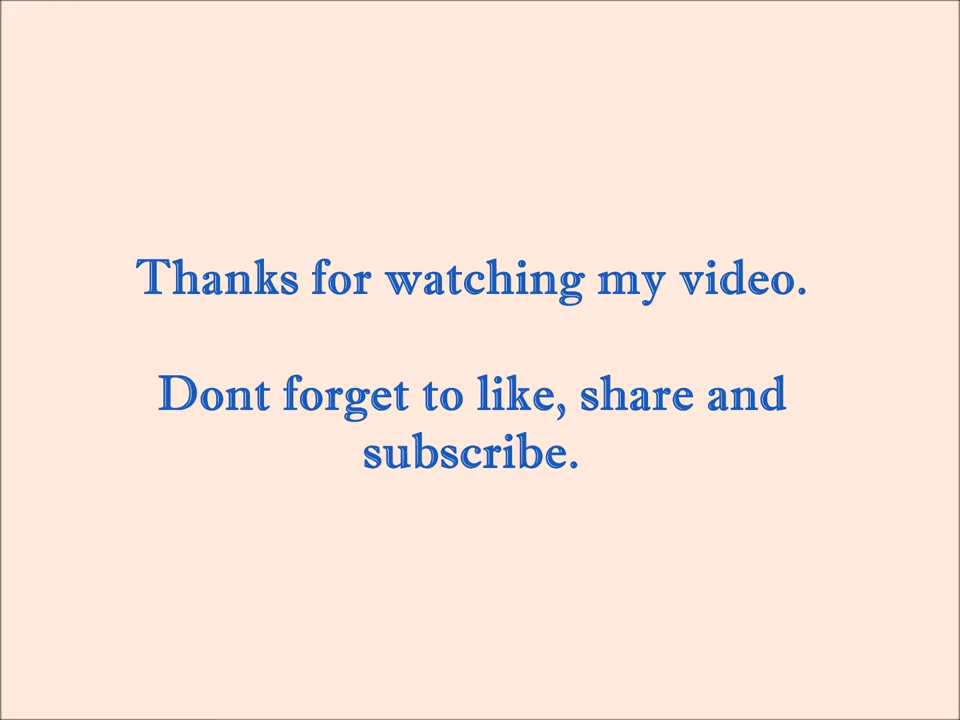 Thanks for watching my video.
Dont forget to like, share and
subscribe.